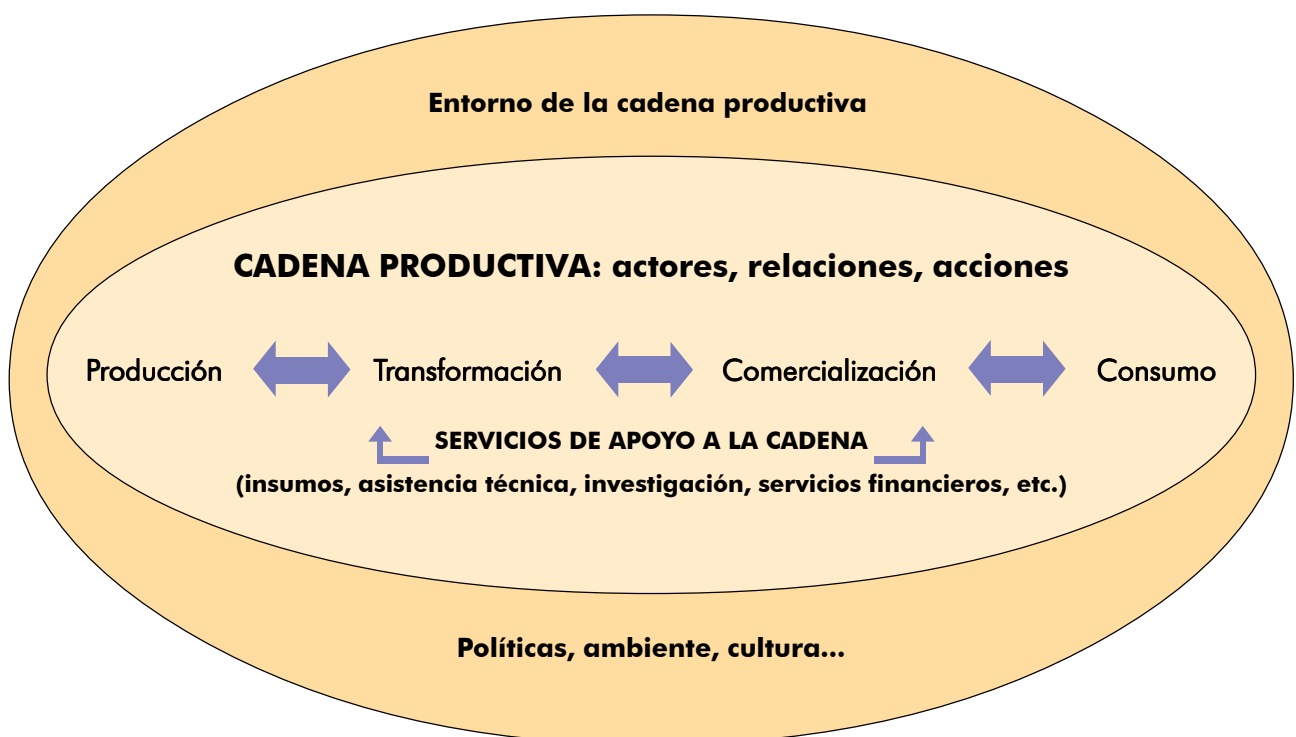 Entorno de la cadena productiva
CADENA PRODUCTIVA: actores, relaciones, acciones
Producción Transformación Comercialización Consumo
SERVICIOS DE APOYO A LA CADENA
(insumos, asistencia técnica, investigación, servicios financieros, etc.)
Políticas, ambiente, cultura...